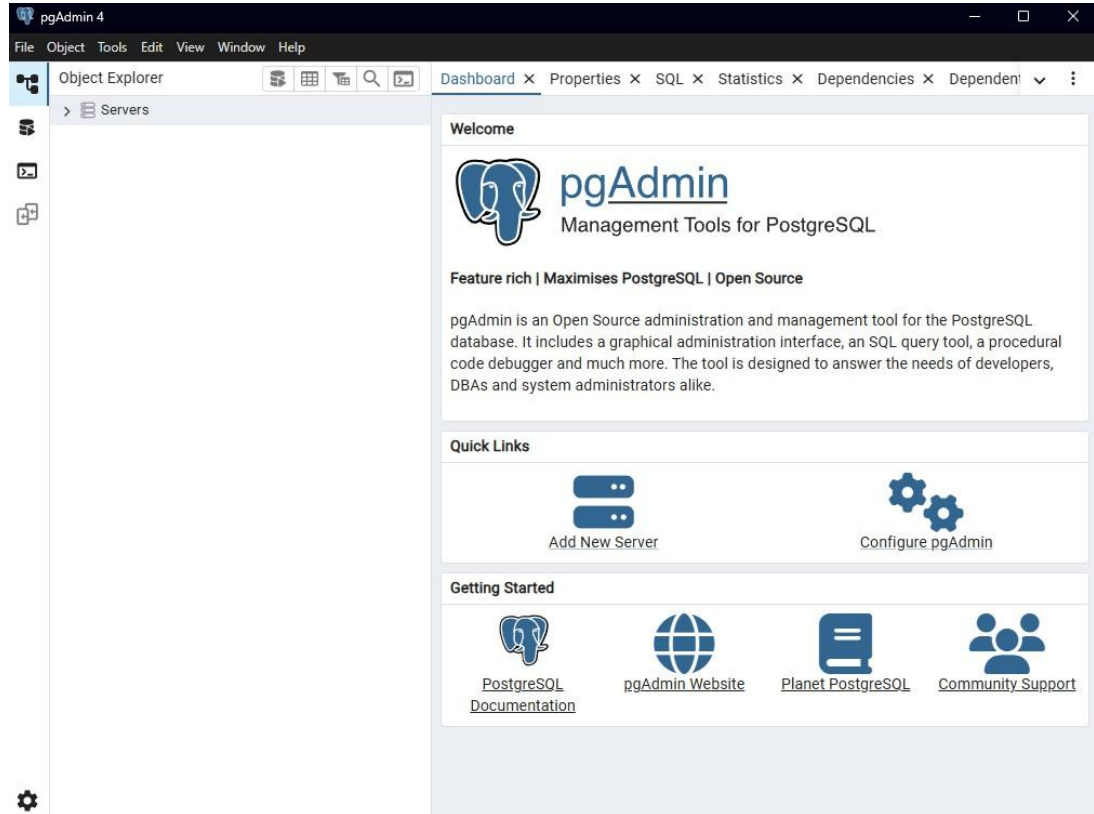 pgAdmin 4
File Object Tools Edit View Window Help
Object Explorer
Servers
Dashboard Properties SQL Statistics Dependencies Dependent
Welcome
pgAdmin
Management Tools for PostgreSQL
Feature rich | Maximises PostgreSQL | Open Source
pgAdmin is an Open Source administration and management tool for the PostgreSQL
database. It includes a graphical administration interface, an SQL query tool, a procedural
code debugger and much more. The tool is designed to answer the needs of developers,
DBAs and system administrators alike.
Quick Links
Add New Server
Configure pgAdmin
Getting Started
PostgreSQL
Documentation
pgAdmin Website
Planet PostgreSQL
Community Support